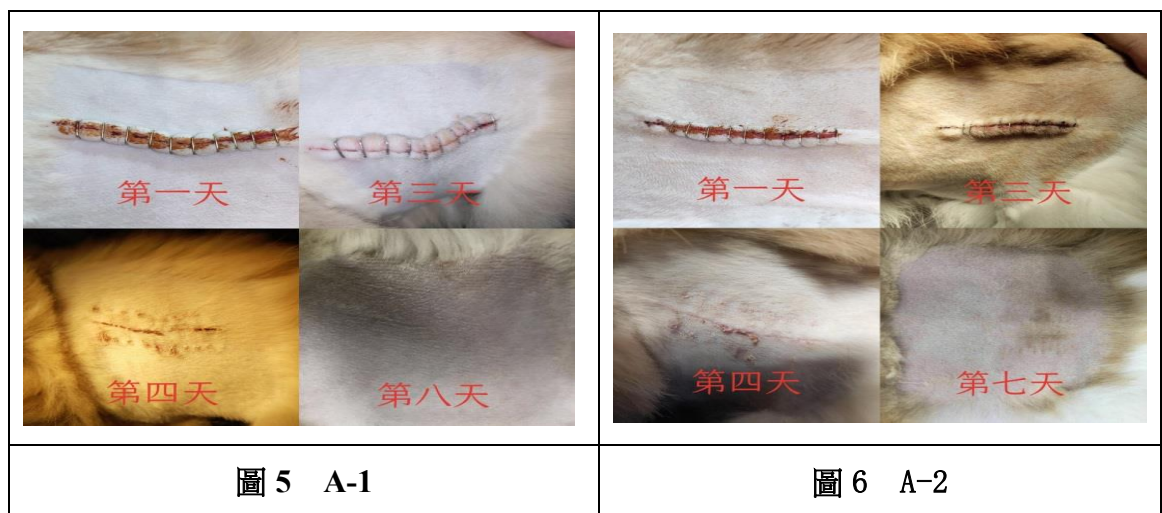 第一天
第三天
第四天
第八天
圖 5 A-1
第一天
第三天
第四天
第七天
圖 6 A-2